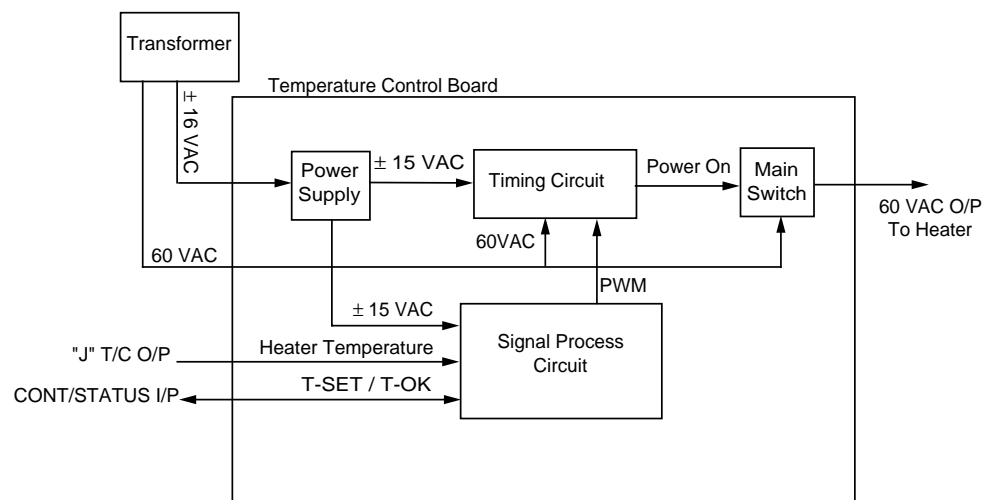 Transformer
Temperature Control Board
± 16 VAC
Power
Supply
± 15 VAC
Timing Circuit
Power On
Main
Switch
60 VAC O/P
To Heater
60 VAC
60VAC
PWM
± 15 VAC
Signal Process
Circuit
"J" T/C O/P
Heater Temperature
CONT/STATUS I/P
T-SET / T-OK